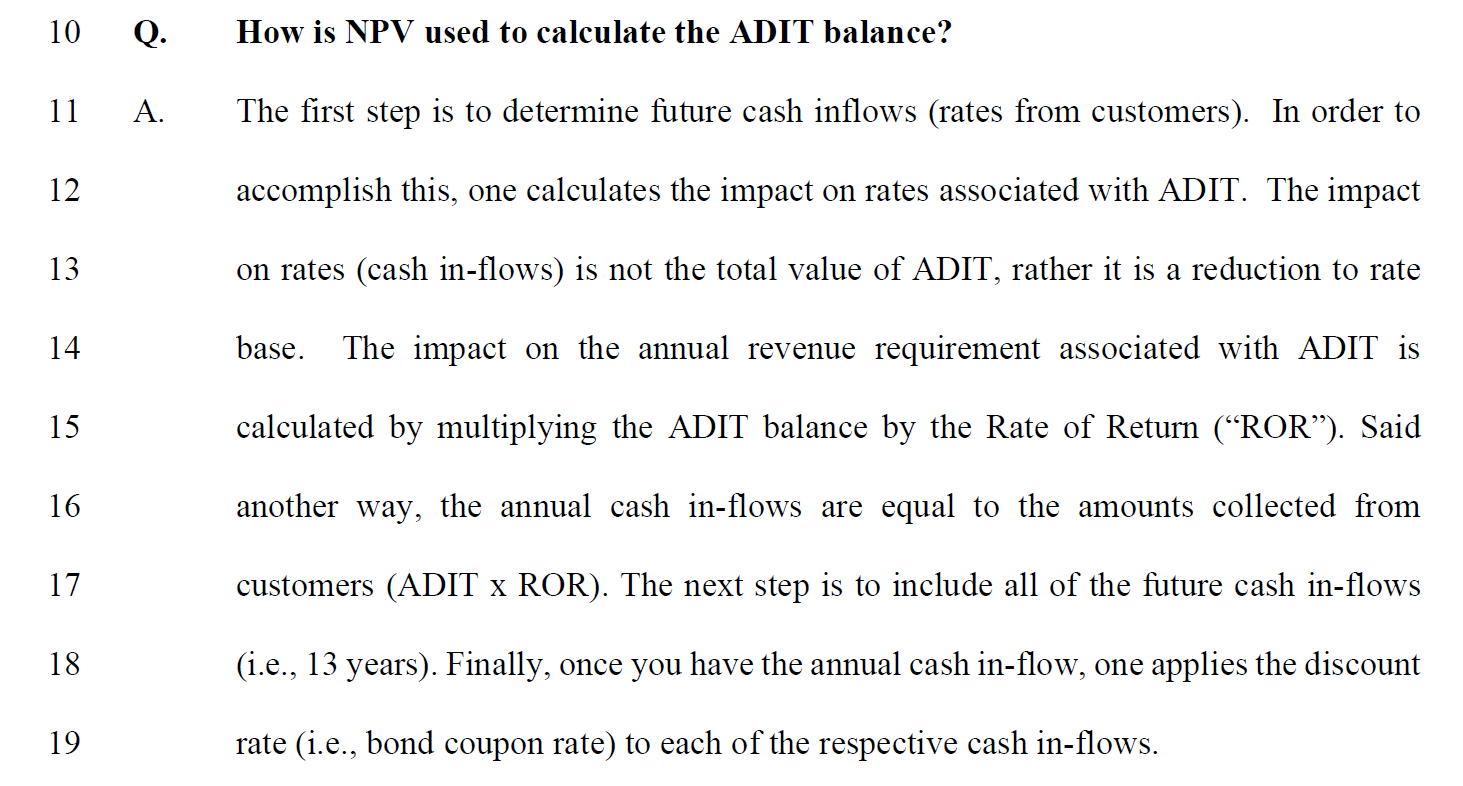 10 Q. How is NPV used to calculate the ADIT balance?
11 A. The first step is to determine future cash inflows (rates from customers). In order to
12 accomplish this, one calculates the impact on rates associated with ADIT. The impact
13 on rates (cash in-flows) is not the total value of ADIT, rather it is a reduction to rate
14 base. The impact on the annual revenue requirement associated with ADIT is
15 calculated by multiplying the ADIT balance by the Rate of Return (“ROR”). Said
16 another way, the annual cash in-flows are equal to the amounts collected from
17 customers (ADIT x ROR). The next step is to include all of the future cash in-flows
18 (i.e., 13 years). Finally, once you have the annual cash in-flow, one applies the discount
19 rate (i.e., bond coupon rate) to each of the respective cash in-flows.